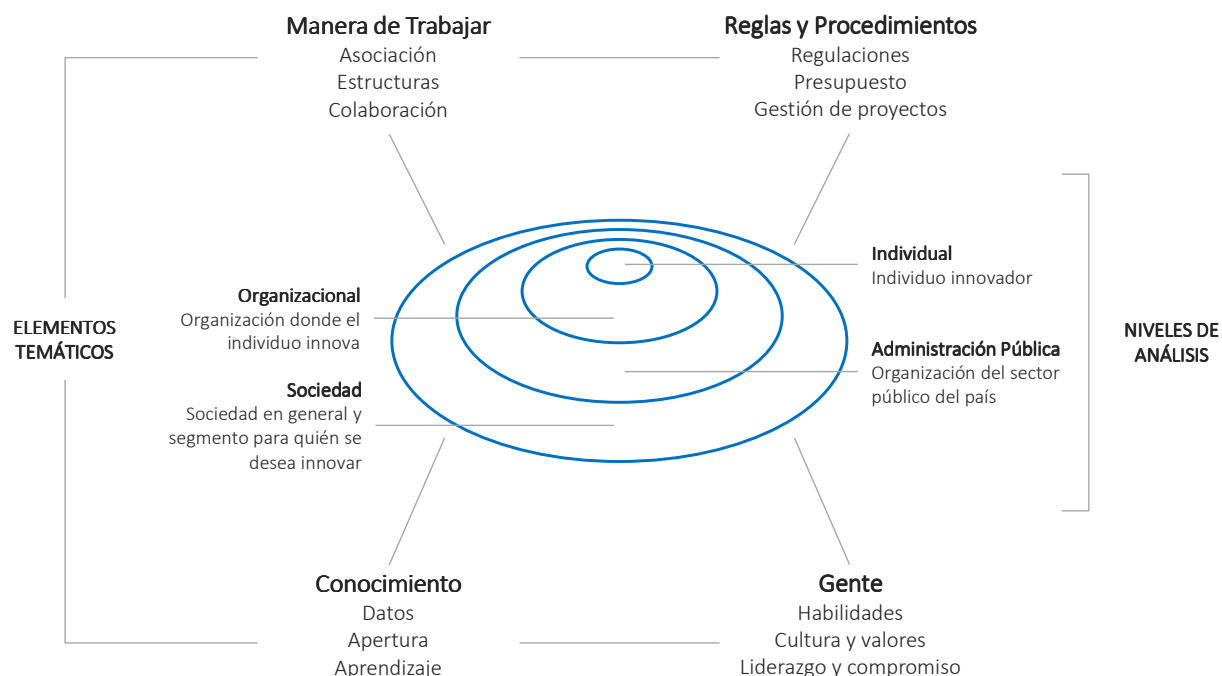 Manera de Trabajar
Asociación
Estructuras
Colaboración
Reglas y Procedimientos
Regulaciones
Presupuesto
Gestión de proyectos
ELEMENTOS
TEMÁTICOS
Organizacional
Organización donde el
individuo innova
Sociedad
Sociedad en general y
segmento para quién se
desea innovar
Individual
Individuo innovador
Administración Pública
Organización del sector
público del país
NIVELES DE
ANÁLISIS
Conocimiento
Datos
Apertura
Aprendizaje
Gente
Habilidades
Cultura y valores
Liderazgo y compromiso